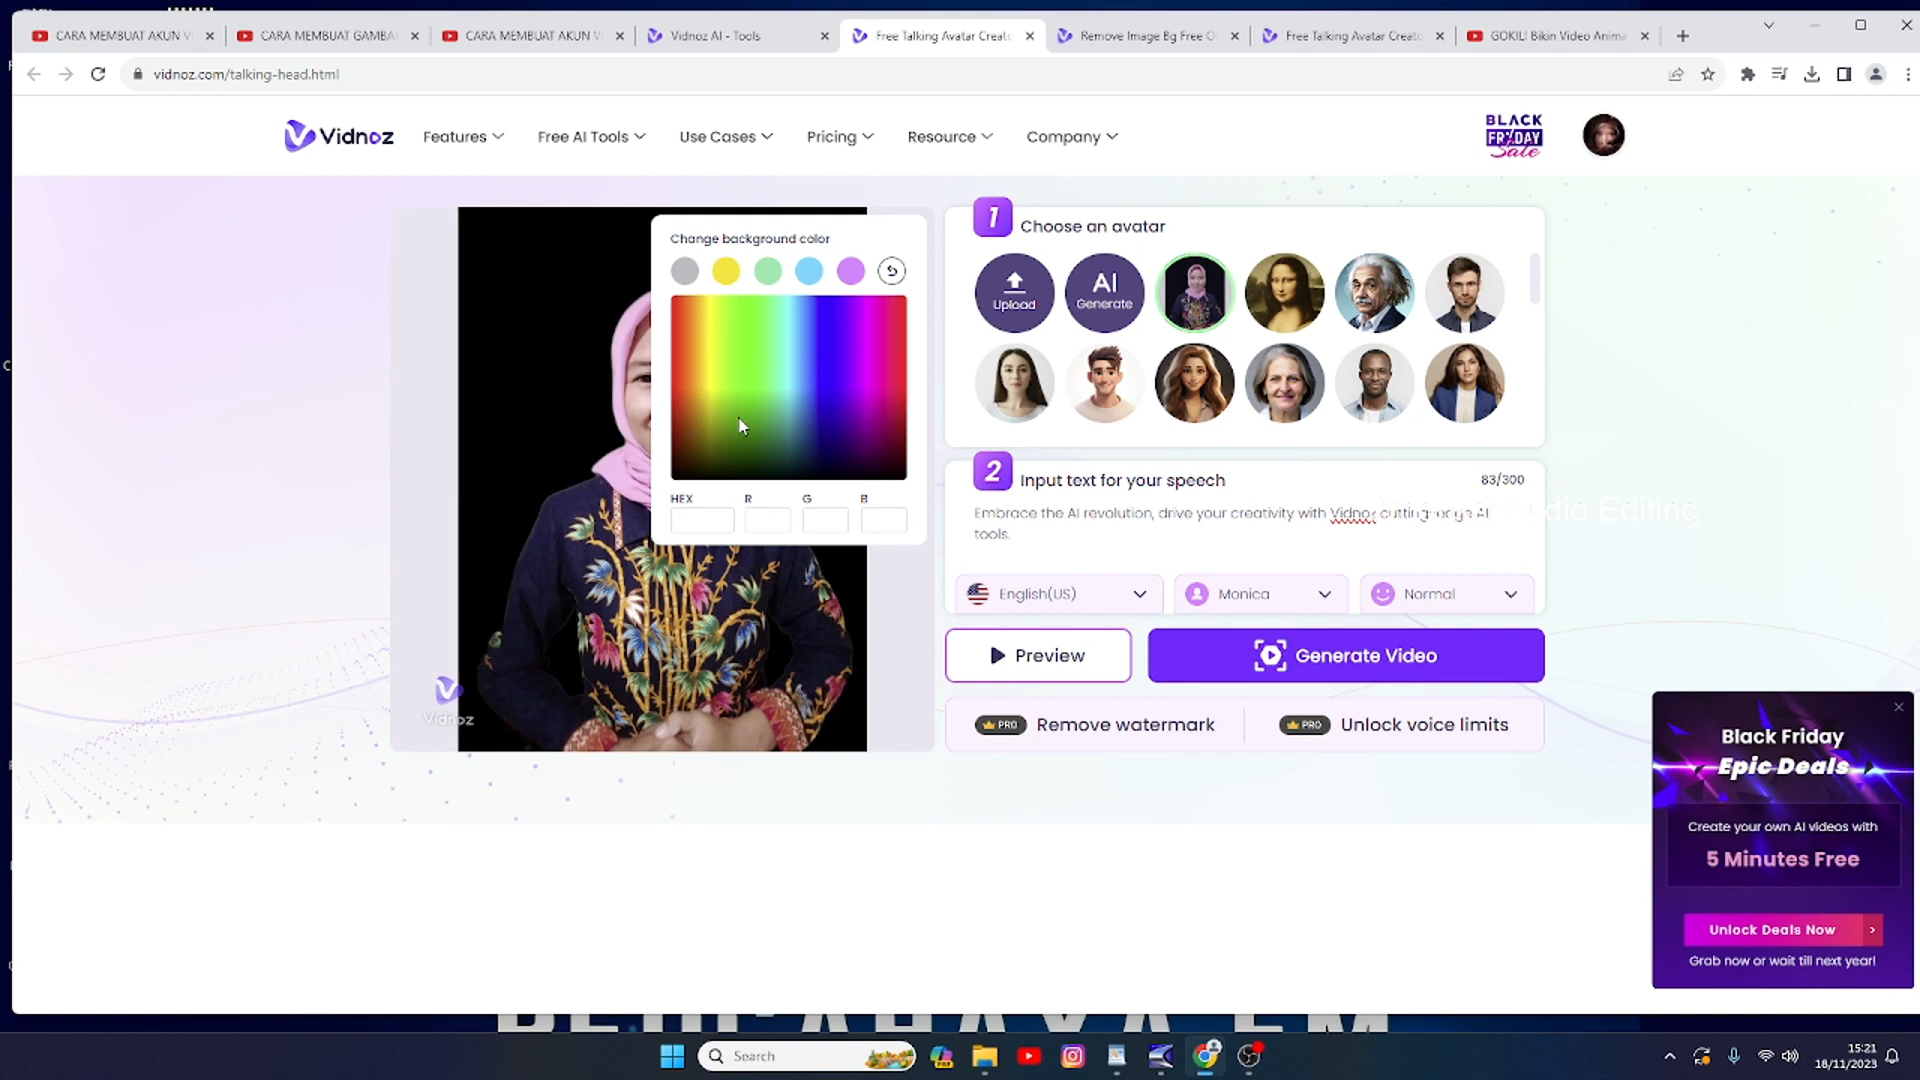 CARA MEMBUAT AKUN V
CARA MEMBUAT GAMBA
CARA MEMBUAT AKUN V
Vidnoz AI - Tools
Free Talking Avatar Creato
Remove Image Bg Free O
Free Talking Avatar Creato
GOKIL! Bikin Video Anima
vidnoz.com/talking-head.html
Vidnoz
Features
Free AI Tools
Use Cases
Pricing
Resource
Company
BLACK
FRIDAY
Sale
Change background color
HEX
R
G
B
Vidnoz
1
Choose an avatar
Upload
AI
Generate
2
Input text for your speech
83/300
Embrace the AI revolution, drive your creativity with Vidnoz cutting-edge AI
tools.
Editing
English(US)
Monica
Normal
Preview
Generate Video
PRO
Remove watermark
PRO
Unlock voice limits
Black Friday
Epic Deals
Create your own AI videos with
5 Minutes Free
Unlock Deals Now
Grab now or wait till next year!
Search
15:21
18/11/2023